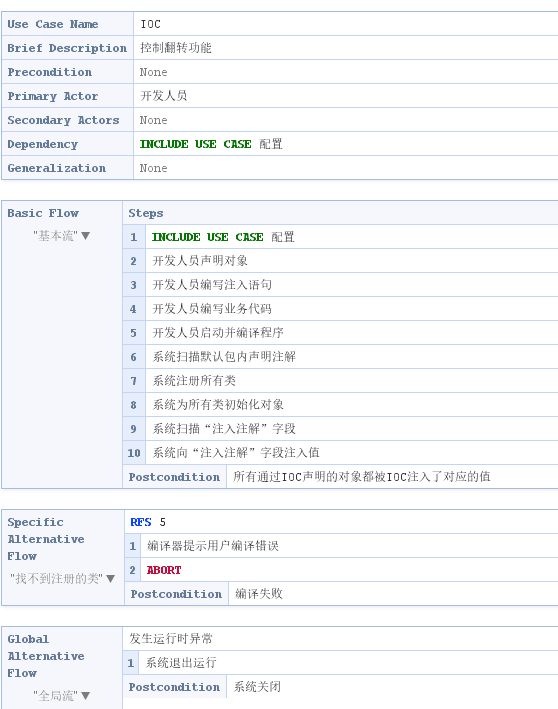 Use Case Name IOC
Brief Description 控制翻转功能
Precondition None
Primary Actor 开发人员
Secondary Actors None
Dependency INCLUDE USE CASE 配置
Generalization None
Basic Flow Steps
"基本流" ▼
1 INCLUDE USE CASE 配置
2 开发人员声明对象
3 开发人员编写注入语句
4 开发人员编写业务代码
5 开发人员启动并编译程序
6 系统扫描默认包内声明注解
7 系统注册所有类
8 系统为所有类初始化对象
9 系统扫描“注入注解”字段
10 系统向“注入注解”字段注入值
Postcondition 所有通过IOC声明的对象都被IOC注入了对应的值
Specific
Alternative
Flow
"找不到注册的类" ▼
RFS 5
1 编译器提示用户编译错误
2 ABORT
Postcondition 编译失败
Global
Alternative
Flow
"全局流" ▼
发生运行时异常
1 系统退出运行
Postcondition 系统关闭